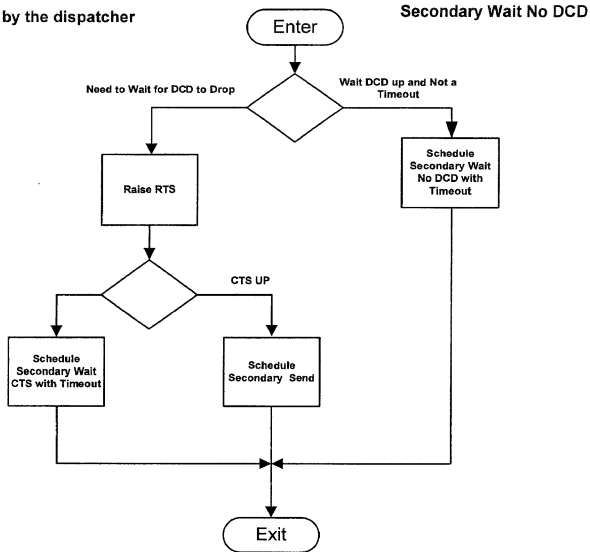 by the dispatcher
Secondary Wait No DCD
Enter
Need to Wait for DCD to Drop
Wait DCD up and Not a
Timeout
Raise RTS
Schedule
Secondary Wait
No DCD with
Timeout
CTS UP
Schedule
Secondary Wait
CTS with Timeout
Schedule
Secondary Send
Exit